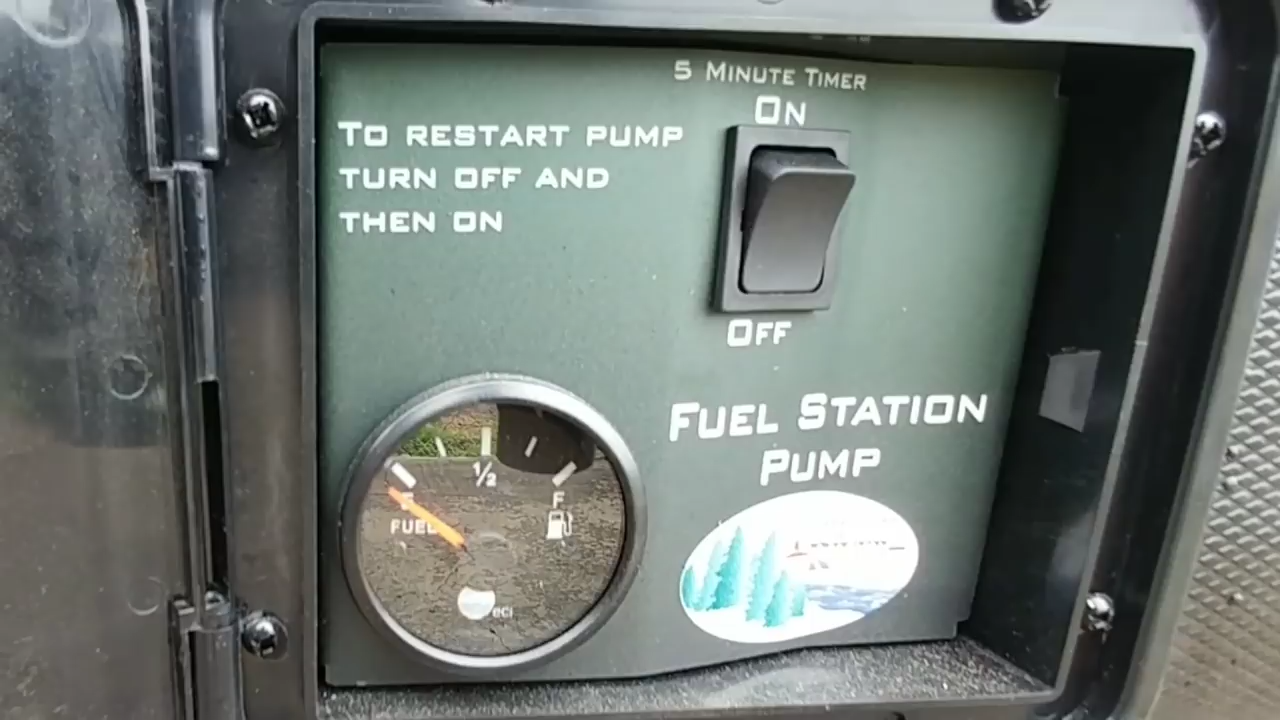 5 MINUTE TIMER
ON
TO RESTART PUMP
TURN OFF AND
THEN ON
OFF
FUEL STATION
PUMP
1/2
E
F
FUEL
eci